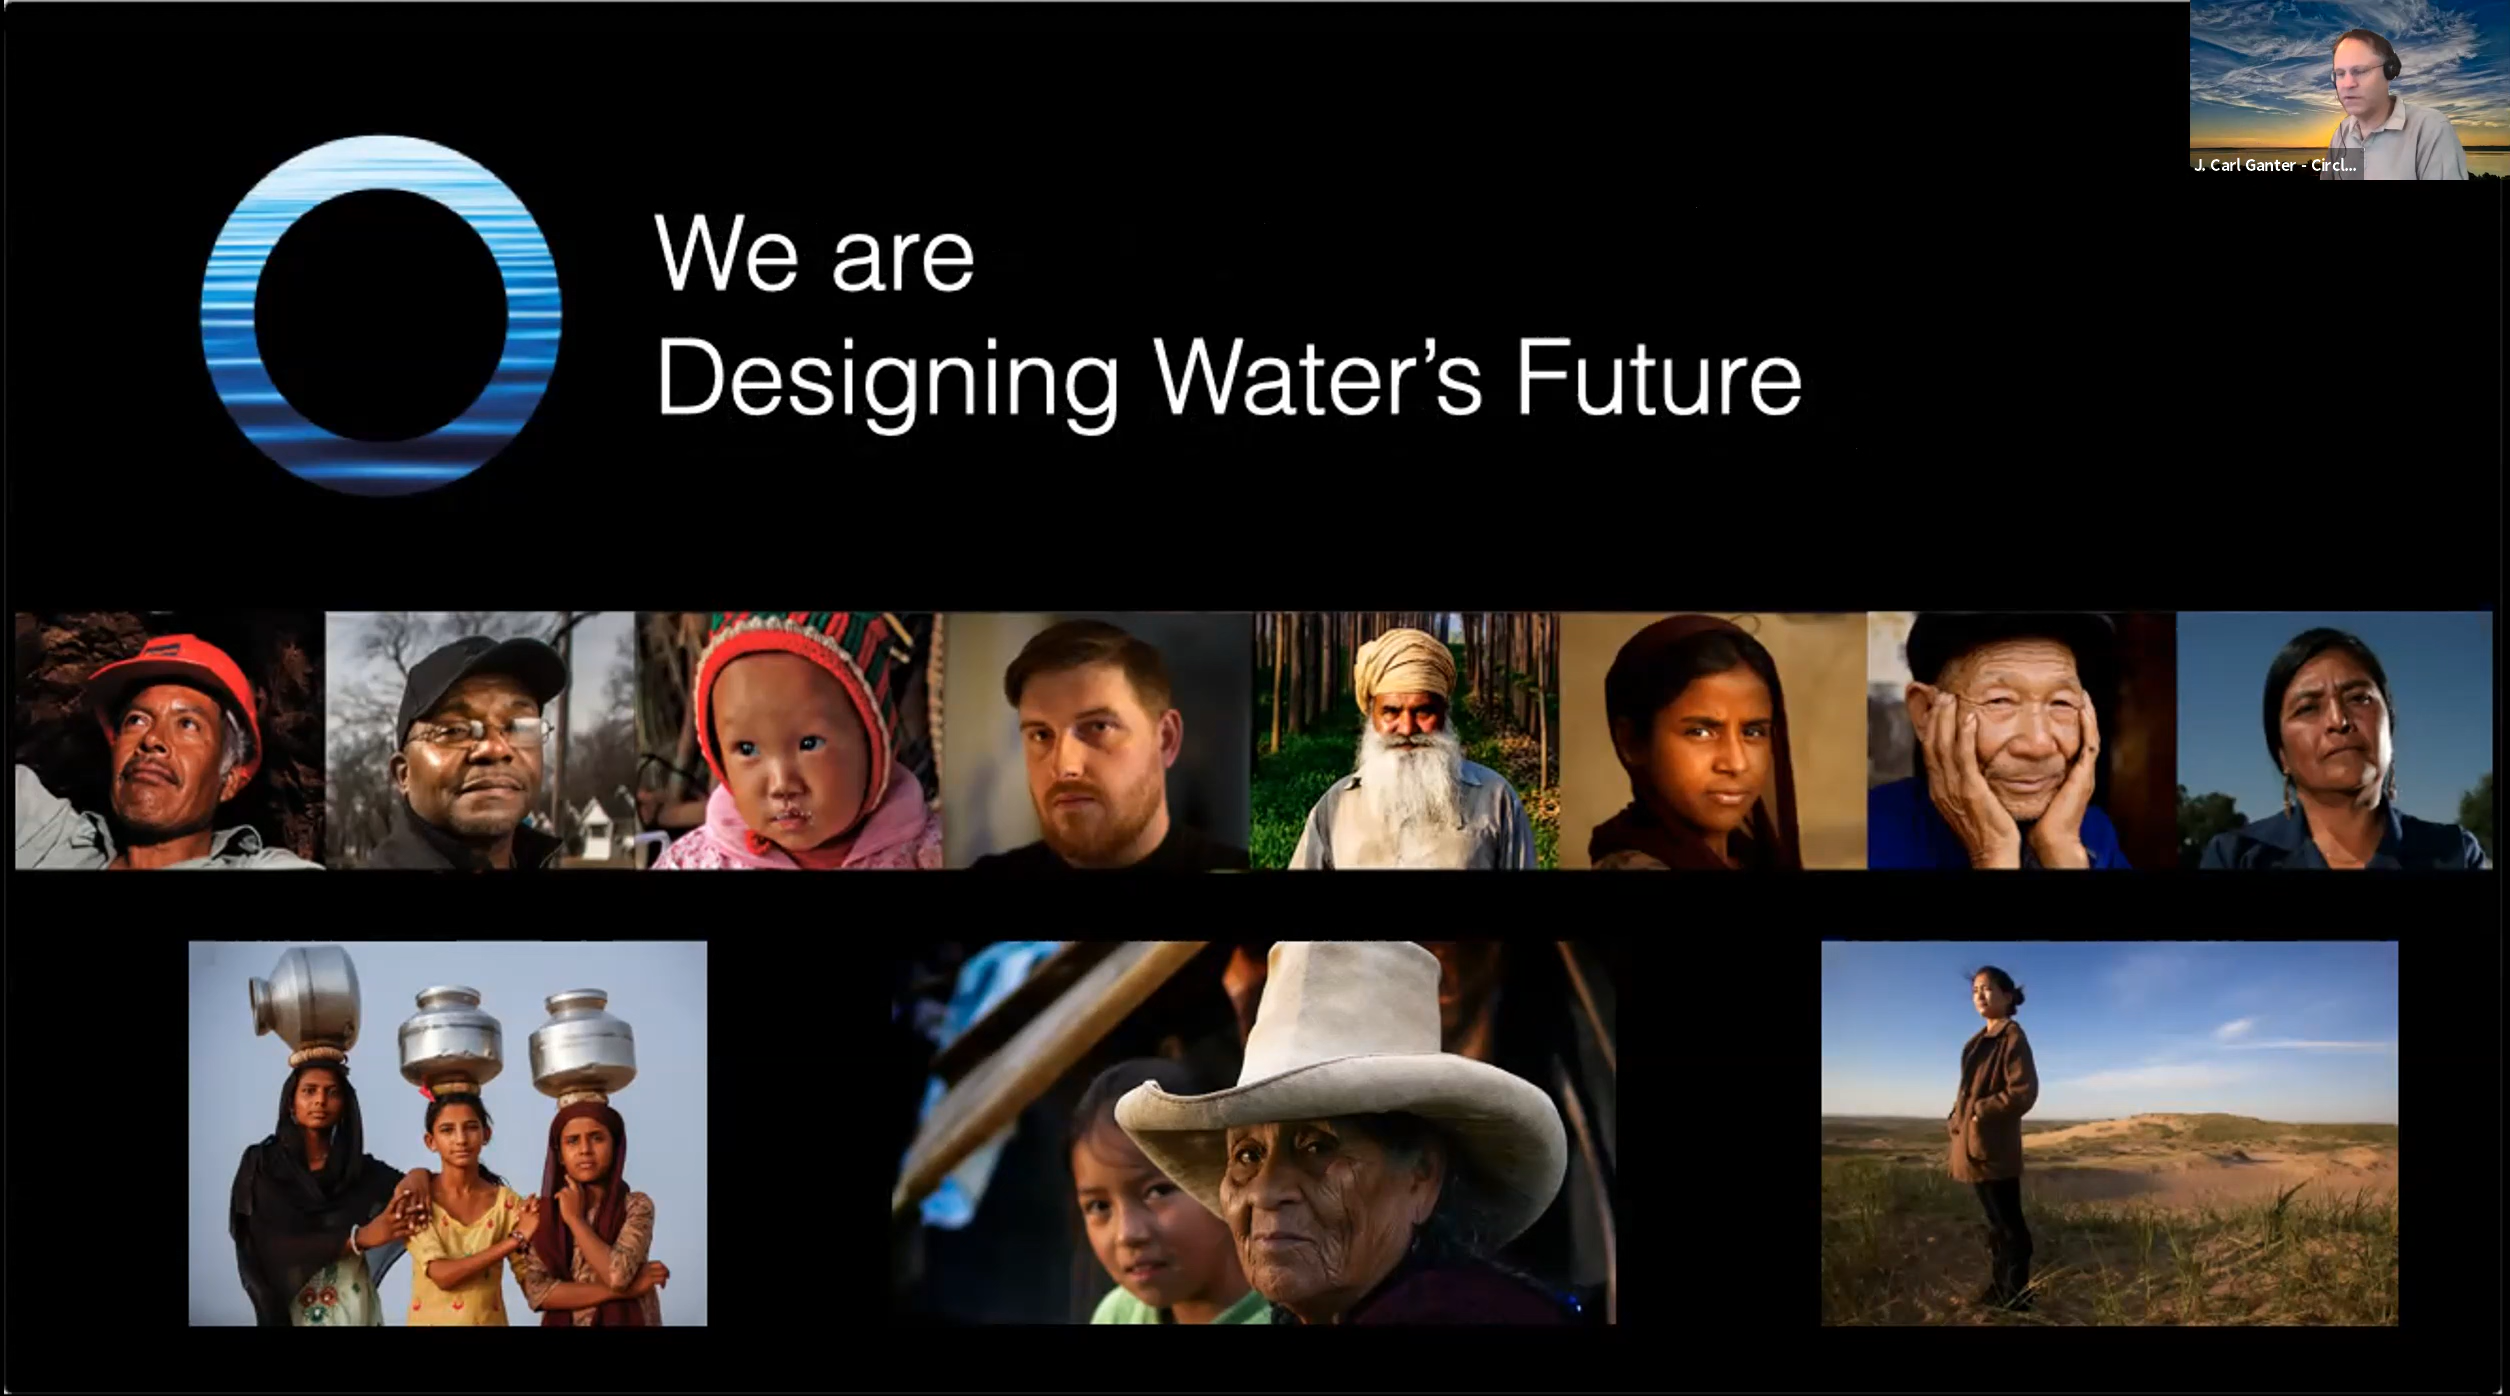 J. Carl Ganter - Circl...
We are
Designing Water’s Future